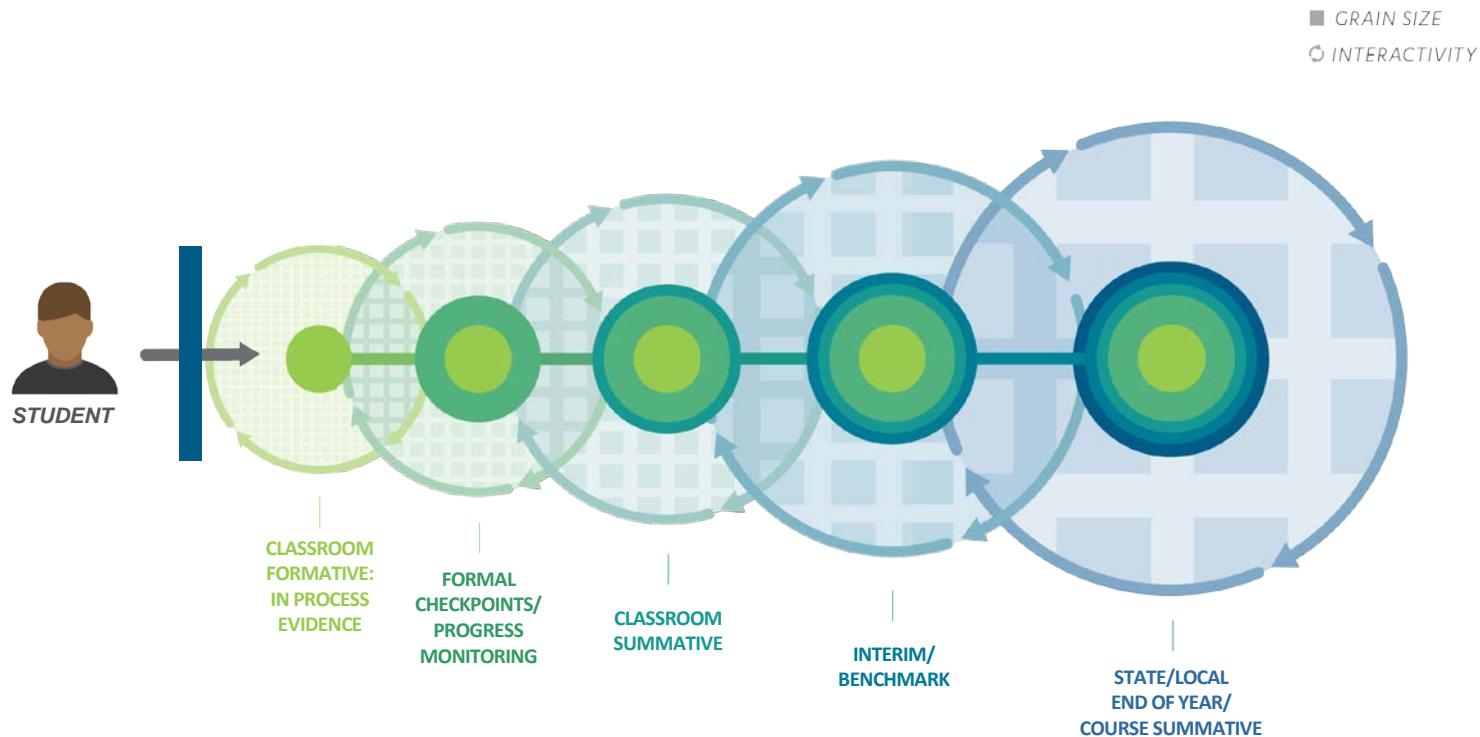 GRAIN SIZE
INTERACTIVITY
STUDENT
CLASSROOM
FORMATIVE:
IN PROCESS
EVIDENCE
FORMAL
CHECKPOINTS/
PROGRESS
MONITORING
CLASSROOM
SUMMATIVE
INTERIM/
BENCHMARK
STATE/LOCAL
END OF YEAR/
COURSE SUMMATIVE